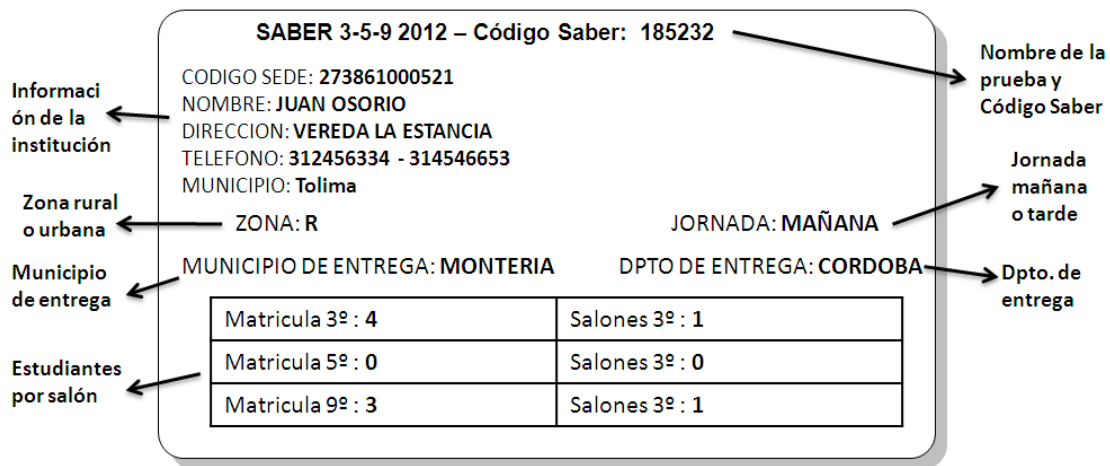 SABER 3-5-9 2012 – Código Saber: 185232
Nombre de la
prueba y
Código Saber
CODIGO SEDE: 273861000521
NOMBRE: JUAN OSORIO
DIRECCION: VEREDA LA ESTANCIA
TELEFONO: 312456334 - 314546653
MUNICIPIO: Tolima
Informaci
ón de la
institución
Jornada
mañana
o tarde
Zona rural
o urbana
ZONA: R
JORNADA: MAÑANA
Municipio
de entrega
MUNICIPIO DE ENTREGA: MONTERIA
DPTO DE ENTREGA: CORDOBA
Dpto. de
entrega
Matricula 3º : 4
Salones 3º : 1
Matricula 5º : 0
Salones 3º : 0
Matricula 9º : 3
Salones 3º : 1
Estudiantes
por salón